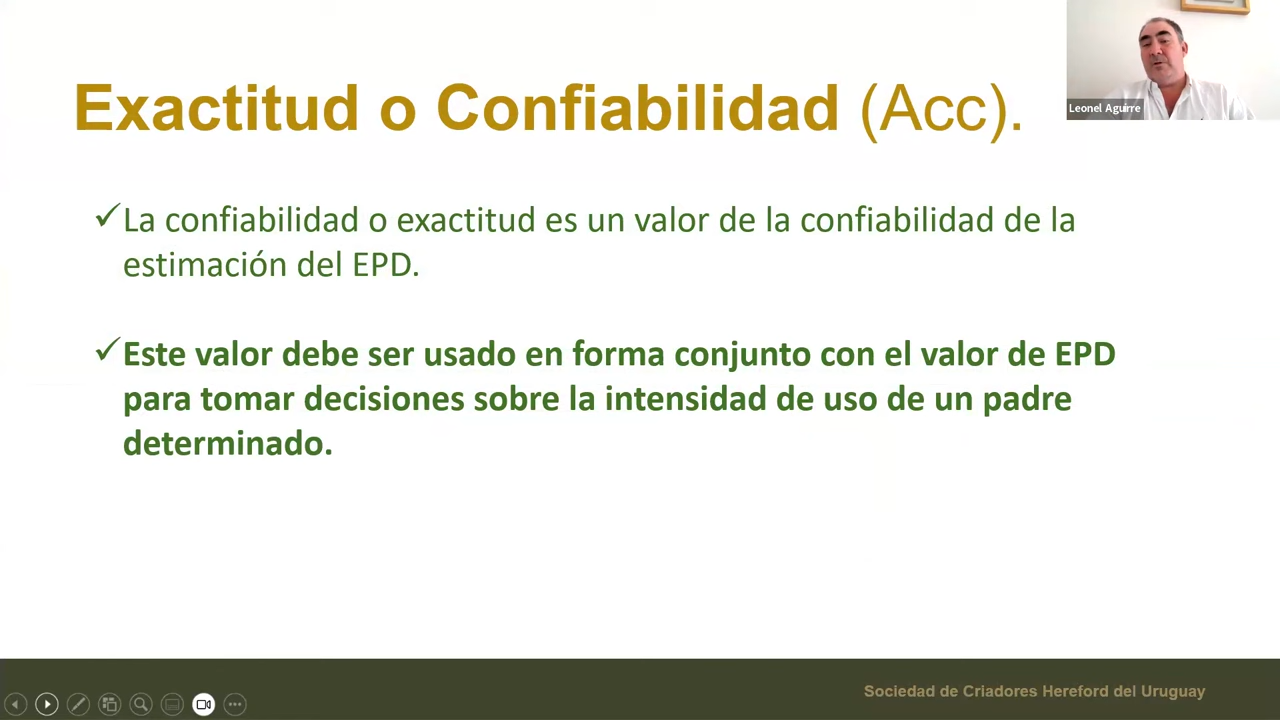 Exactitud o Confiabilidad (Acc).
Leonel Aguirre
✓La confiabilidad o exactitud es un valor de la confiabilidad de la
estimación del EPD.
✓Este valor debe ser usado en forma conjunto con el valor de EPD
para tomar decisiones sobre la intensidad de uso de un padre
determinado.
Sociedad de Criadores Hereford del Uruguay